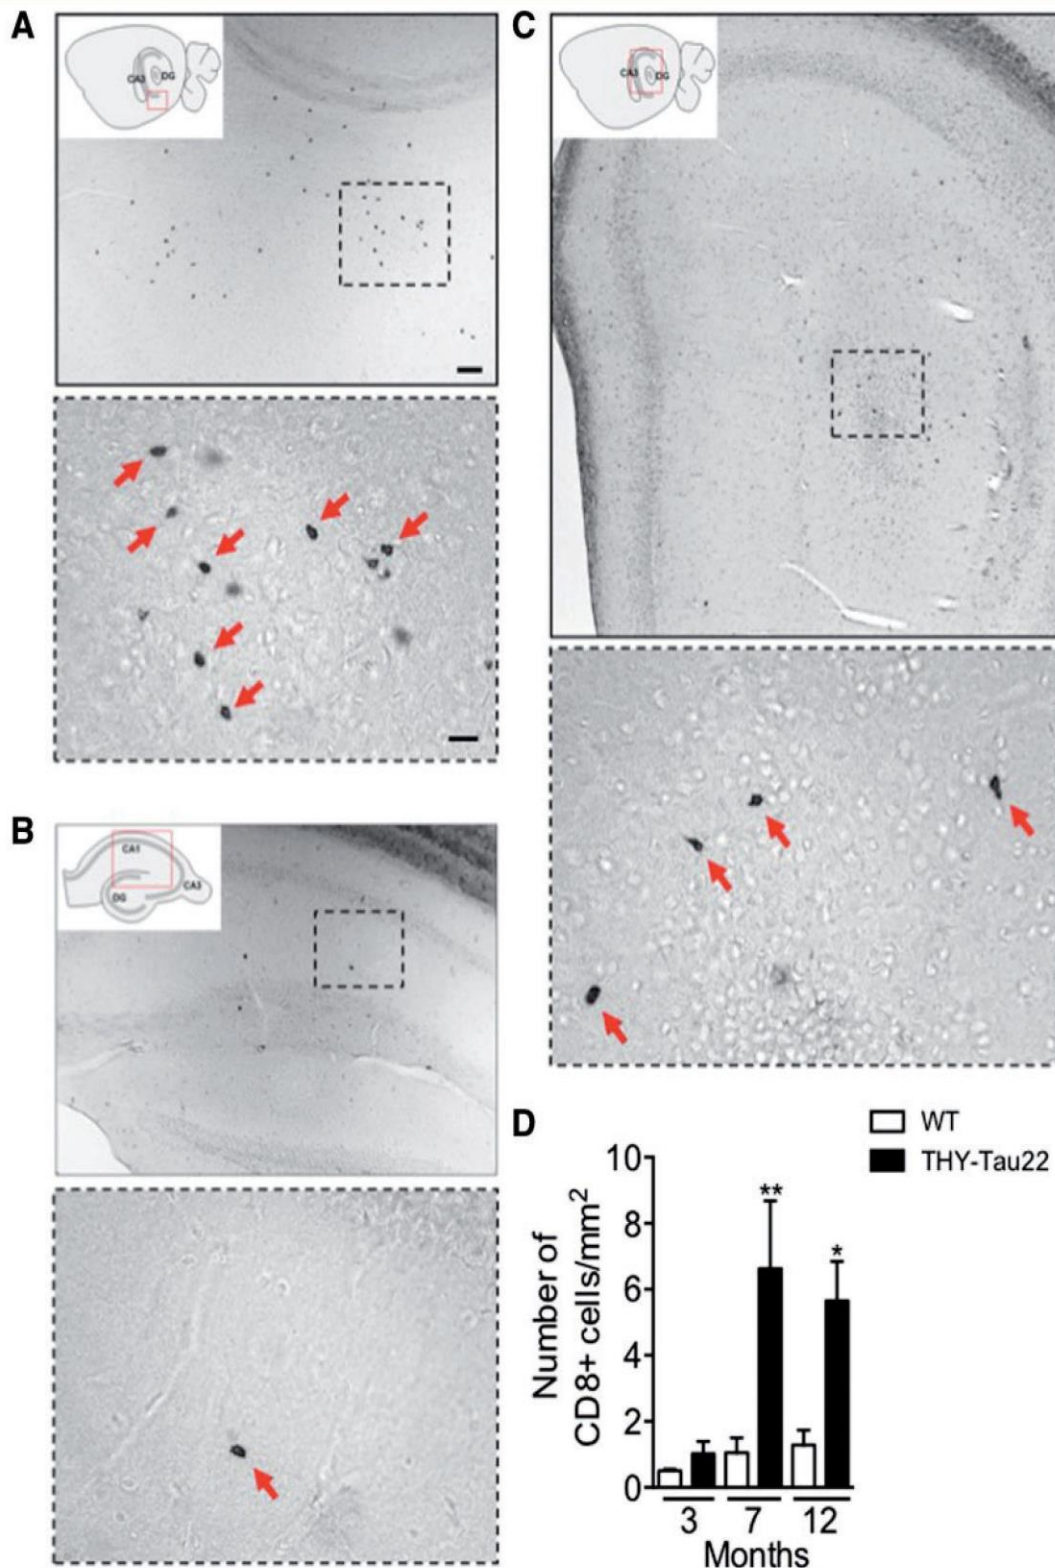 A
CA3
DG
C
CA3
DG
B
CA1
CA3
DG
D
WT
THY-Tau22
Number of
CD8+ cells/mm²
10
8
6
4
2
0
**
*
3
7
12
Months